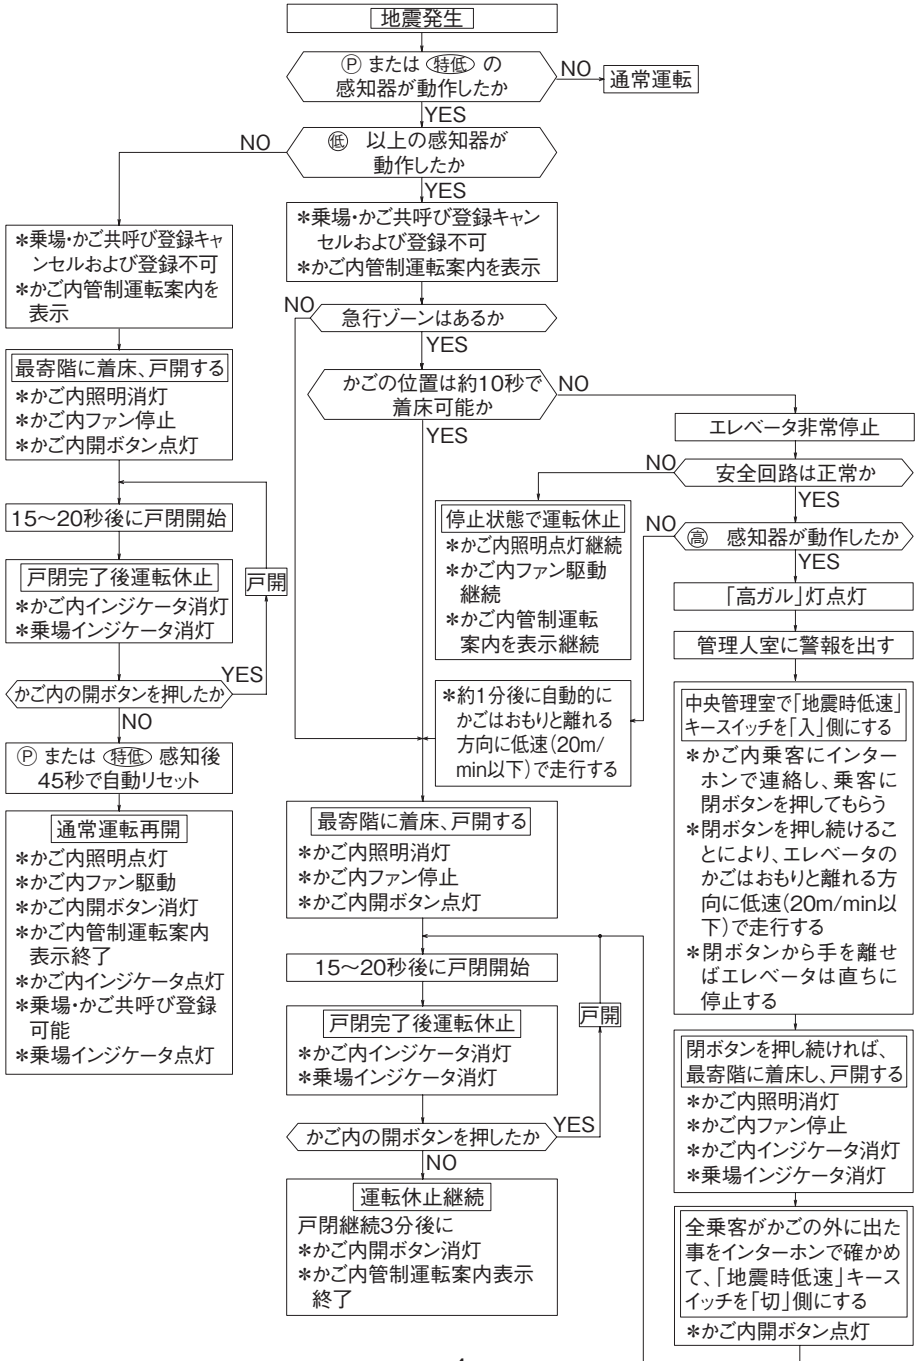 地震発生
Ⓟ または 特低 の
感知器が動作したか
NO
通常運転
YES
低 以上の感知器が
動作したか
NO
YES
＊乗場・かご共呼び登録キャ
ンセルおよび登録不可
＊かご内管制運転案内を
表示
最寄階に着床、戸開する
＊かご内照明消灯
＊かご内ファン停止
＊かご内開ボタン点灯
15〜20秒後に戸閉開始
戸閉完了後運転休止
＊かご内インジケータ消灯
＊乗場インジケータ消灯
戸開
かご内の開ボタンを押したか
YES
NO
Ⓟ または 特低 感知後
45秒で自動リセット
通常運転再開
＊かご内照明点灯
＊かご内ファン駆動
＊かご内開ボタン消灯
＊かご内管制運転案内
表示終了
＊かご内インジケータ点灯
＊乗場・かご共呼び登録
可能
＊乗場インジケータ点灯
＊乗場・かご共呼び登録キャン
セルおよび登録不可
＊かご内管制運転案内を表示
NO
急行ゾーンはあるか
YES
かごの位置は約10秒で
着床可能か
NO
YES
エレベータ非常停止
NO
安全回路は正常か
YES
停止状態で運転休止
＊かご内照明点灯継続
＊かご内ファン駆動
継続
＊かご内管制運転
案内を表示継続
NO
高 感知器が動作したか
YES
「高ガル」灯点灯
管理人室に警報を出す
＊約1分後に自動的に
かごはおもりと離れる
方向に低速(20m/
min以下)で走行する
中央管理室で「地震時低速」
キースイッチを「入」側にする
＊かご内乗客にインター
ホンで連絡し、乗客に
閉ボタンを押してもらう
＊閉ボタンを押し続けるこ
とにより、エレベータの
かごはおもりと離れる方
向に低速(20m/min以
下)で走行する
＊閉ボタンから手を離せ
ばエレベータは直ちに
停止する
閉ボタンを押し続ければ、
最寄階に着床し、戸開する
＊かご内照明消灯
＊かご内ファン停止
＊かご内インジケータ消灯
＊乗場インジケータ消灯
全乗客がかごの外に出た
事をインターホンで確かめ
て、「地震時低速」キース
イッチを「切」側にする
＊かご内開ボタン点灯
最寄階に着床、戸開する
＊かご内照明消灯
＊かご内ファン停止
＊かご内開ボタン点灯
15〜20秒後に戸閉開始
戸閉完了後運転休止
＊かご内インジケータ消灯
＊乗場インジケータ消灯
戸開
かご内の開ボタンを押したか
YES
NO
運転休止継続
戸閉継続3分後に
＊かご内開ボタン消灯
＊かご内管制運転案内表示
終了